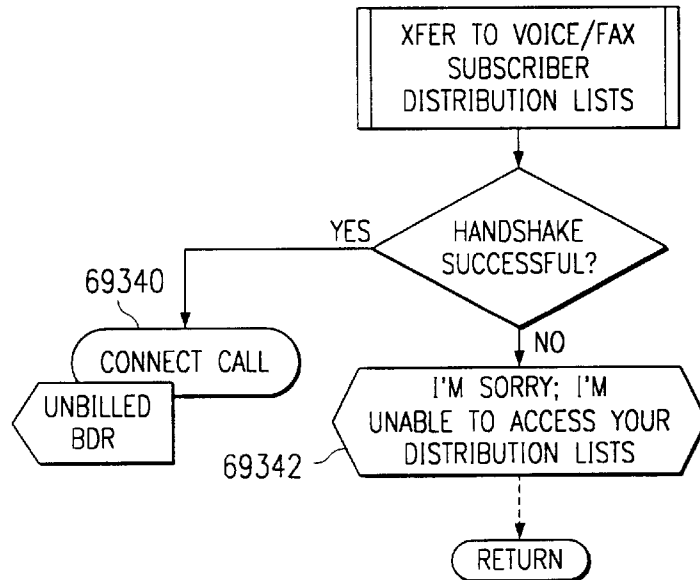 XFER TO VOICE/FAX
SUBSCRIBER
DISTRIBUTION LISTS
YES
HANDSHAKE
SUCCESSFUL?
69340
CONNECT CALL
UNBILLED
BDR
NO
I'M SORY; I'M
UNABLE TO ACCESS YOUR
DISTRIBUTION LISTS
69342
RETURN